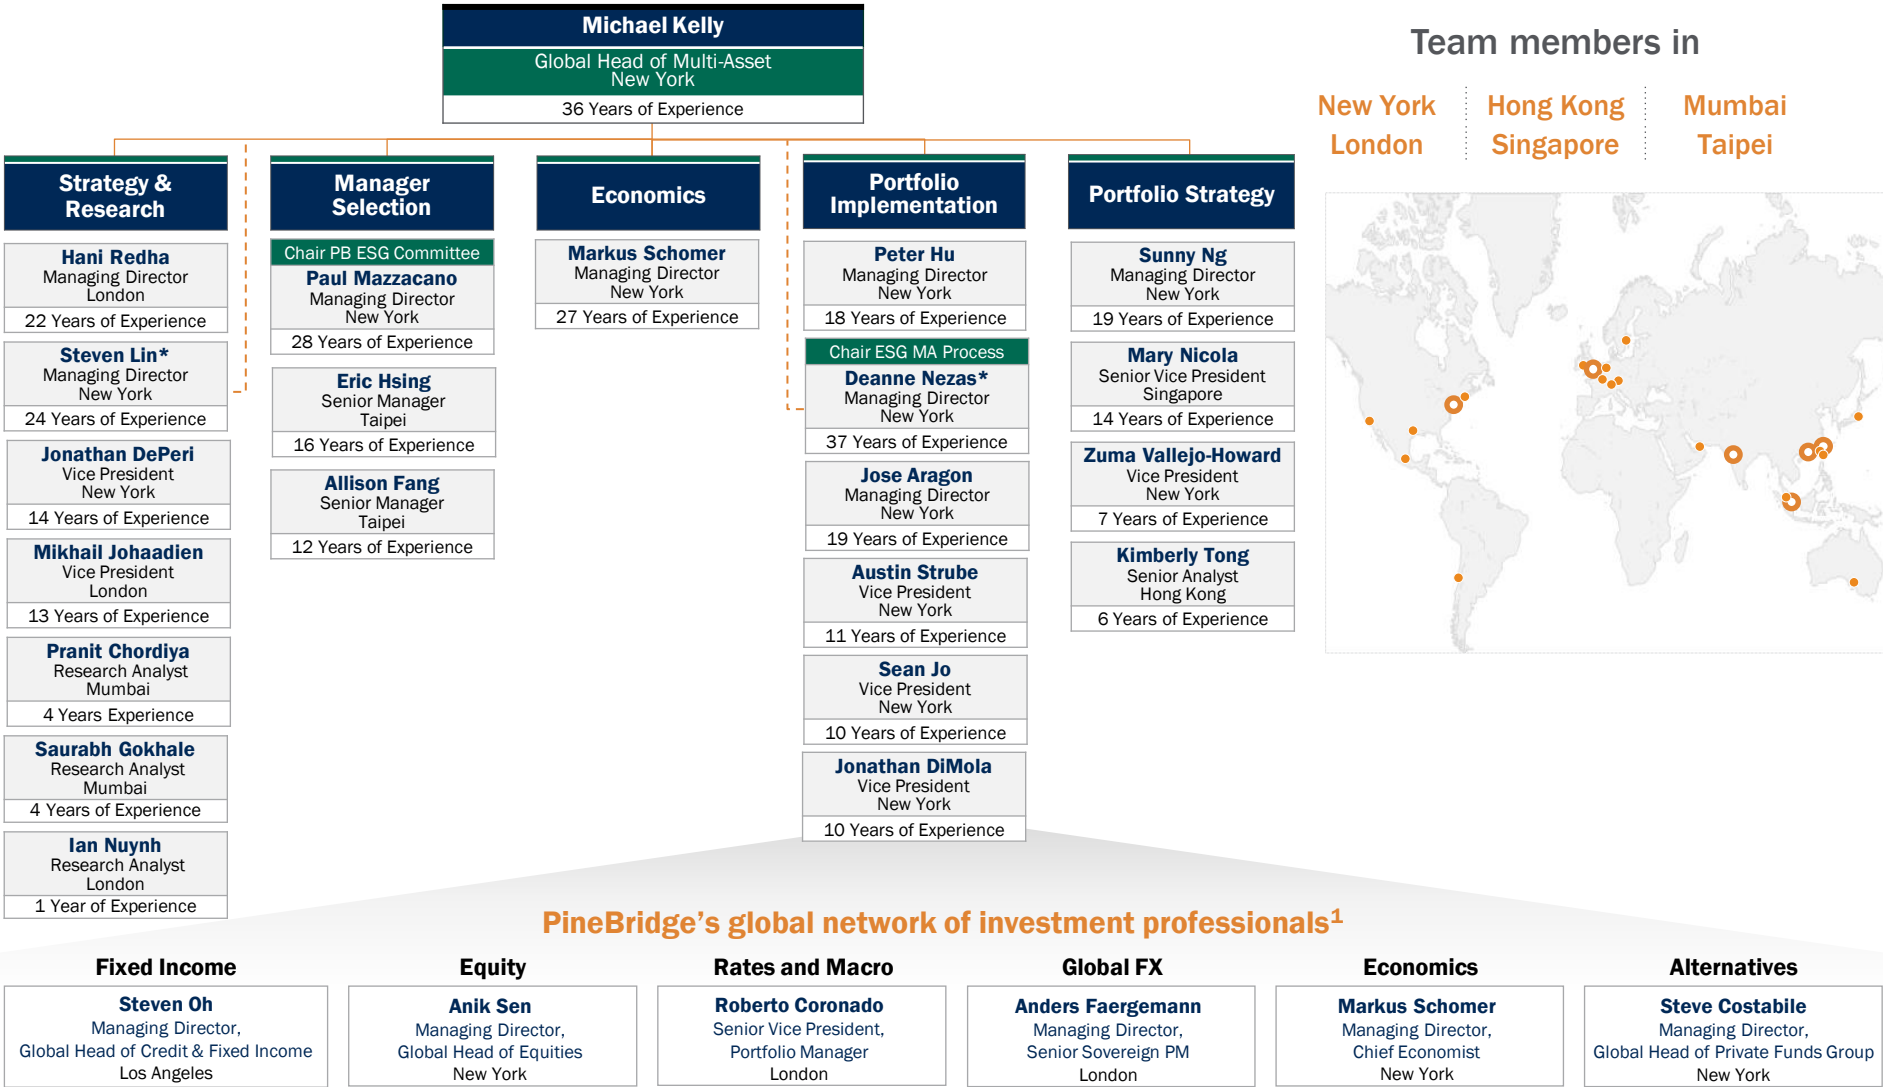 Michael Kelly
Global Head of Multi-Asset
New York
36 Years of Experience
Team members in
New York
Hong Kong
Mumbai
London
Singapore
Taipei
Strategy &
Research
Hani Redha
Managing Director
London
22 Years of Experience
Steven Lin*
Managing Director
New York
24 Years of Experience
Jonathan DePeri
Vice President
New York
14 Years of Experience
Mikhail Johaadien
Vice President
London
13 Years of Experience
Pranit Chordiya
Research Analyst
Mumbai
4 Years Experience
Saurabh Gokhale
Research Analyst
Mumbai
4 Years of Experience
Ian Nuynh
Research Analyst
London
1 Year of Experience
Manager
Selection
Chair PB ESG Committee
Paul Mazzacano
Managing Director
New York
28 Years of Experience
Eric Hsing
Senior Manager
Taipei
16 Years of Experience
Allison Fang
Senior Manager
Taipei
12 Years of Experience
Economics
Markus Schomer
Managing Director
New York
27 Years of Experience
Portfolio
Implementation
Peter Hu
Managing Director
New York
18 Years of Experience
Chair ESG MA Process
Deanne Nezas*
Managing Director
New York
37 Years of Experience
Jose Aragon
Managing Director
New York
19 Years of Experience
Austin Strube
Vice President
New York
11 Years of Experience
Sean Jo
Vice President
New York
10 Years of Experience
Jonathan DiMola
Vice President
New York
10 Years of Experience
Portfolio Strategy
Sunny Ng
Managing Director
New York
19 Years of Experience
Mary Nicola
Senior Vice President
Singapore
14 Years of Experience
Zuma Vallejo-Howard
Vice President
New York
7 Years of Experience
Kimberly Tong
Senior Analyst
Hong Kong
6 Years of Experience
PineBridge’s global network of investment professionals¹
Fixed Income
Steven Oh
Managing Director,
Global Head of Credit & Fixed Income
Los Angeles
Equity
Anik Sen
Managing Director,
Global Head of Equities
New York
Rates and Macro
Roberto Coronado
Senior Vice President,
Portfolio Manager
London
Global FX
Anders Faergemann
Managing Director,
Senior Sovereign PM
London
Economics
Markus Schomer
Managing Director,
Chief Economist
New York
Alternatives
Steve Costabile
Managing Director,
Global Head of Private Funds Group
New York